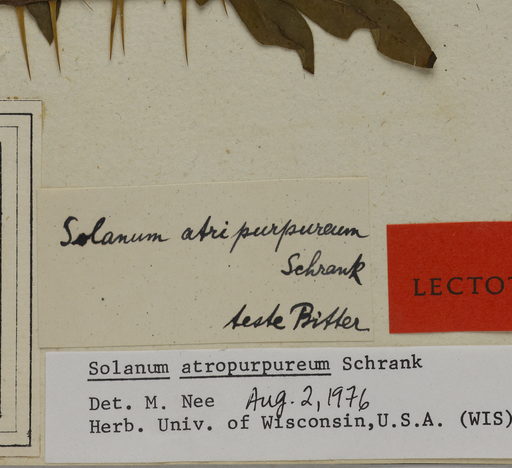 Solanum atripurpureum
Schrank
teste Bitter
LECTOT
Solanum atropurpureum Schrank
Det. M. Nee Aug. 2, 1976
Herb. Univ. of Wisconsin,U.S.A. (WIS)